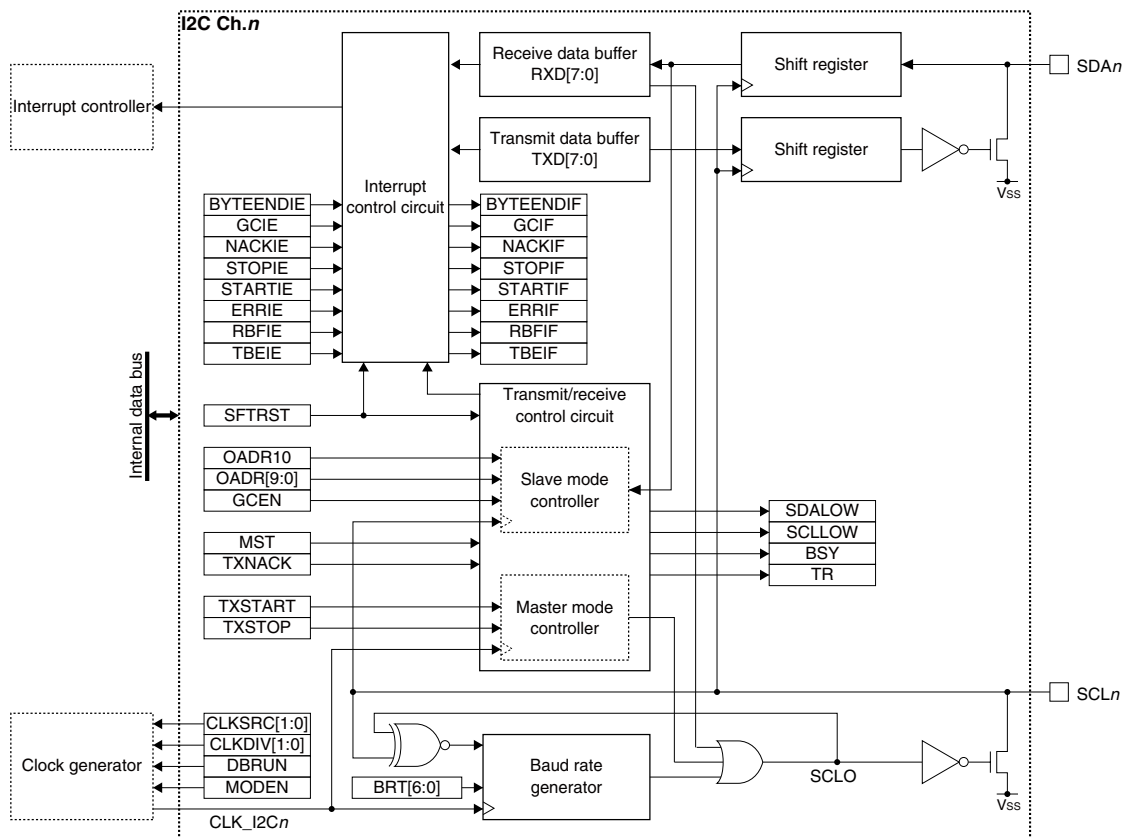 I2C Ch.n
Interrupt controller
Interrupt
control circuit
Receive data buffer
RXD[7:0]
Shift register
SDAn
Transmit data buffer
TXD[7:0]
Shift register
VSS
BYTEENDIE
GCIE
NACKIE
STOPIE
STARTIE
ERRIE
RBFIE
TBEIE
BYTEENDIF
GCIF
NACKIF
STOPIF
STARTIF
ERRIF
RBFIF
TBEIF
Internal data bus
SFTRST
Transmit/receive
control circuit
OADR10
OADR[9:0]
GCEN
Slave mode
controller
MST
TXNACK
SDALOW
SCLLOW
BSY
TR
TXSTART
TXSTOP
Master mode
controller
SCLn
Clock generator
CLKSRC[1:0]
CLKDIV[1:0]
DBRUN
MODEN
CLK_I2Cn
BRT[6:0]
Baud rate
generator
SCLO
VSS